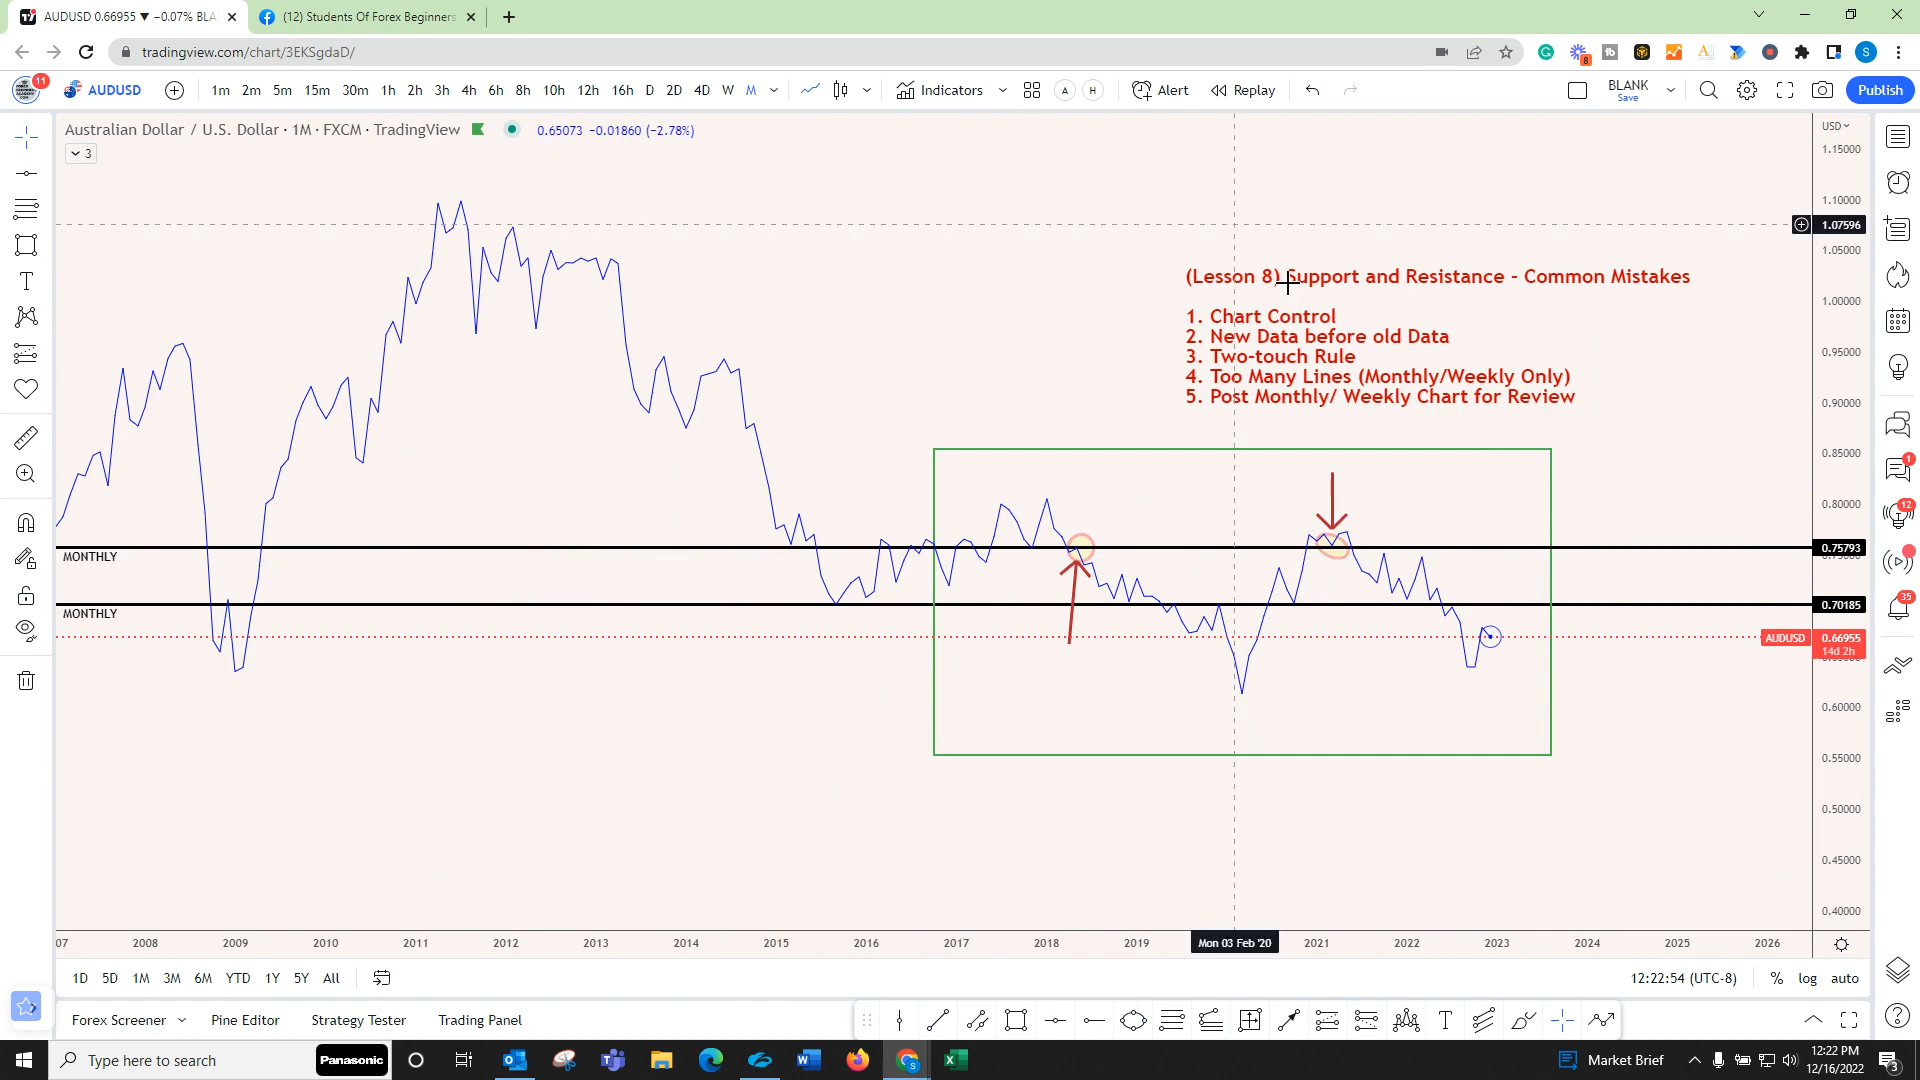 AUDUSD 0.66955 ▼ −0.07% BLA
(12) Students Of Forex Beginners
tradingview.com/chart/3EKSgdaD/
8
S
11
AUDUSD
1m 2m 5m 15m 30m 1h 2h 3h 4h 6h 8h 10h 12h 16h D 2D 4D W M
Indicators
A
H
Alert
Replay
BLANK
Save
Publish
Australian Dollar / U.S. Dollar · 1M · FXCM · TradingView
0.65073 −0.01860 (−2.78%)
3
USD
1.15000
1.10000
1.07596
1.05000
1.00000
0.95000
0.90000
0.85000
0.80000
0.75793
0.70185
AUDUSD 0.66955
14d 2h
0.60000
0.55000
0.50000
0.45000
0.40000
(Lesson 8) Support and Resistance - Common Mistakes
1. Chart Control
2. New Data before old Data
3. Two-touch Rule
4. Too Many Lines (Monthly/Weekly Only)
5. Post Monthly/ Weekly Chart for Review
MONTHLY
MONTHLY
1
12
35
07 2008 2009 2010 2011 2012 2013 2014 2015 2016 2017 2018 2019 Mon 03 Feb '20 2021 2022 2023 2024 2025 2026
1D 5D 1M 3M 6M YTD 1Y 5Y All
12:22:54 (UTC-8)
% log auto
Forex Screener
Pine Editor
Strategy Tester
Trading Panel
Type here to search
Panasonic
Market Brief
12:22 PM
12/16/2022
3